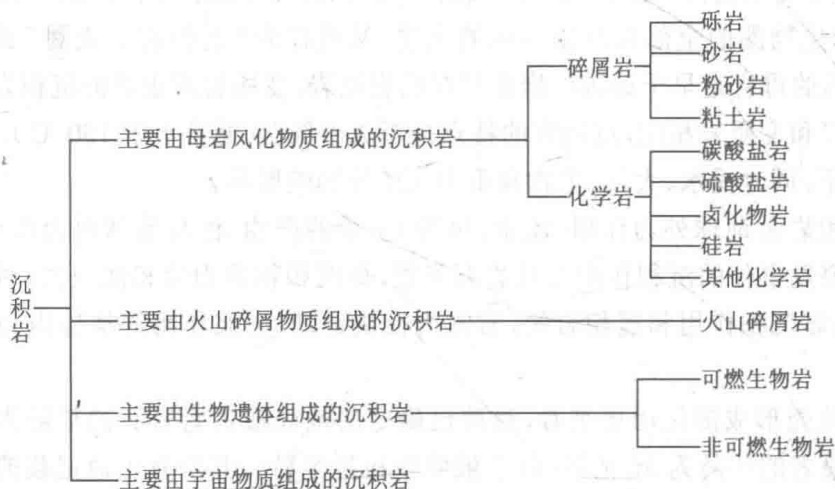 沉积岩
主要由母岩风化物质组成的沉积岩
碎屑岩
砾岩
砂岩
粉砂岩
粘土岩
化学岩
碳酸盐岩
硫酸盐岩
卤化物岩
硅岩
其他化学岩
主要由火山碎屑物质组成的沉积岩
火山碎屑岩
主要由生物遗体组成的沉积岩
可燃生物岩
非可燃生物岩
主要由宇宙物质组成的沉积岩